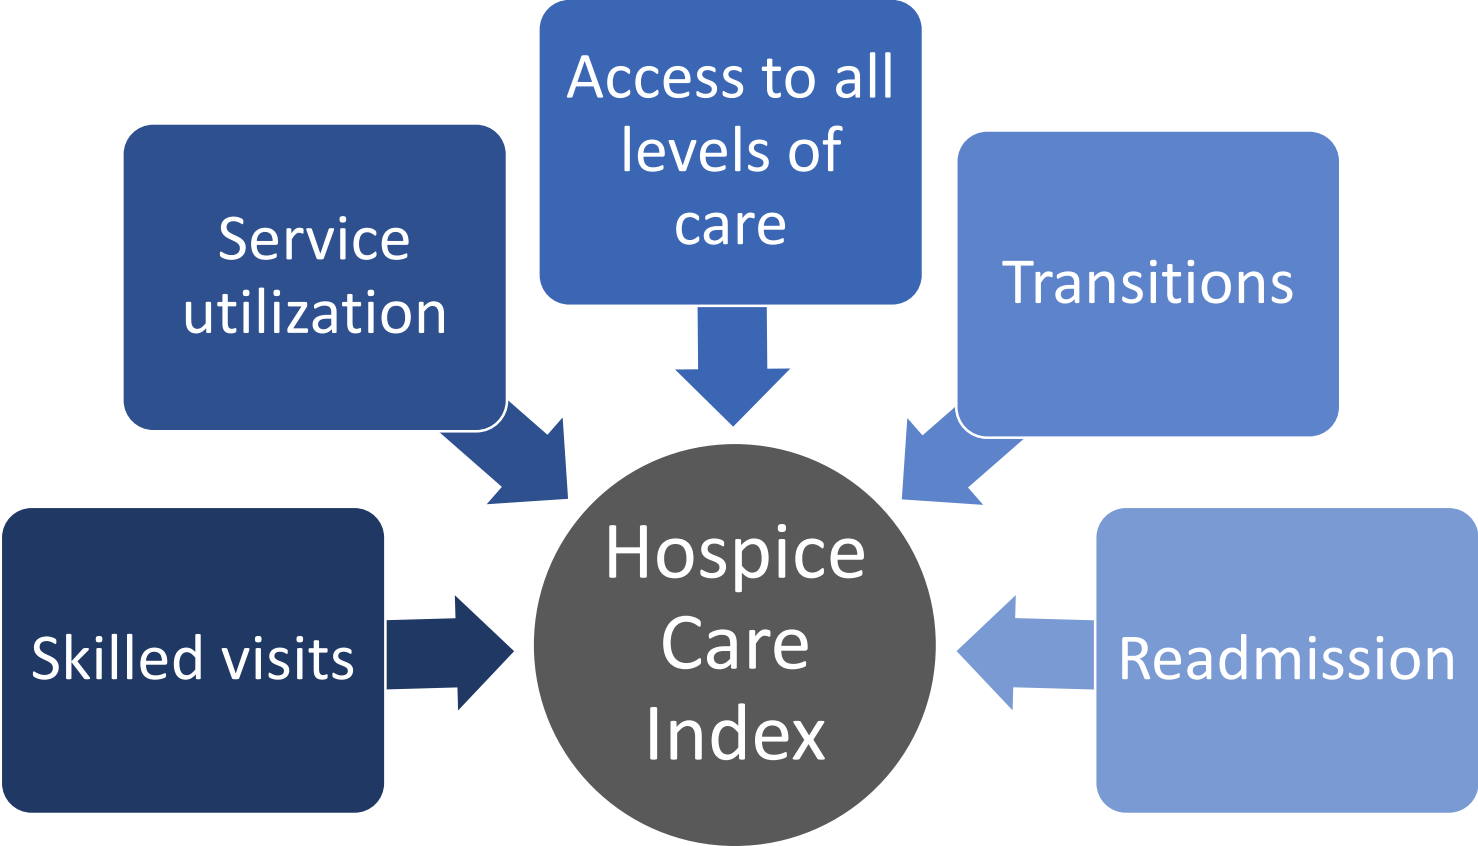 Access to all
levels of
care
Service
utilization
Transitions
Skilled visits
Hospice
Care
Index
Readmission